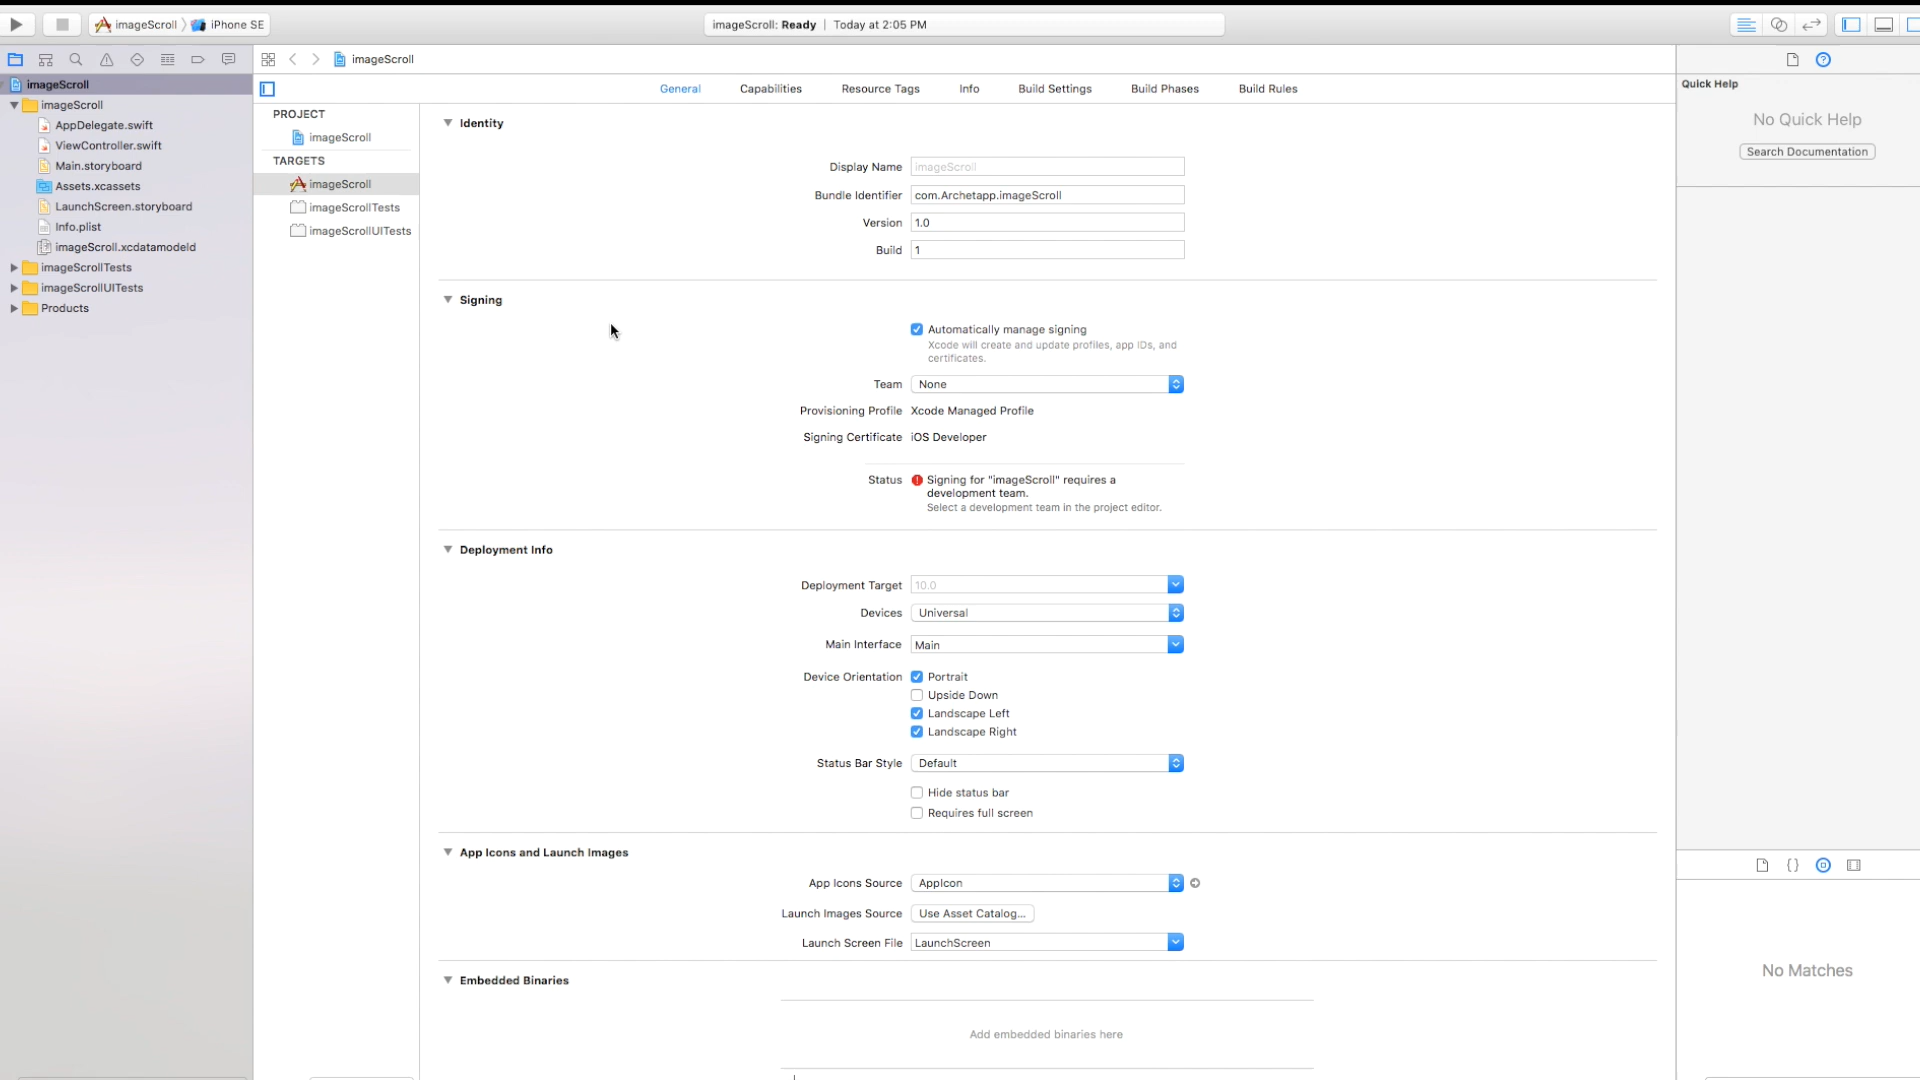 imageScroll
iPhone SE
imageScroll: Ready | Today at 2:05 PM
imageScroll
imageScroll
imageScroll
AppDelegate.swift
ViewController.swift
Main.storyboard
Assets.xcassets
LaunchScreen.storyboard
Info.plist
imageScroll.xcdatamodeld
imageScrollTests
imageScrollUITests
Products
General
Capabilities
Resource Tags
Info
Build Settings
Build Phases
Build Rules
PROJECT
imageScroll
TARGETS
imageScroll
imageScrollTests
imageScrollUITests
Identity
Display Name imageScroll
Bundle Identifier com.Archetapp.imageScroll
Version 1.0
Build 1
Signing
Automatically manage signing
Xcode will create and update profiles, app IDs, and
certificates.
Team None
Provisioning Profile Xcode Managed Profile
Signing Certificate iOS Developer
Status Signing for "imageScroll" requires a
development team.
Select a development team in the project editor.
Deployment Info
Deployment Target 10.0
Devices Universal
Main Interface Main
Device Orientation Portrait
Upside Down
Landscape Left
Landscape Right
Status Bar Style Default
Hide status bar
Requires full screen
App Icons and Launch Images
App Icons Source AppIcon
Launch Images Source Use Asset Catalog...
Launch Screen File LaunchScreen
Embedded Binaries
Add embedded binaries here
Quick Help
No Quick Help
Search Documentation
No Matches